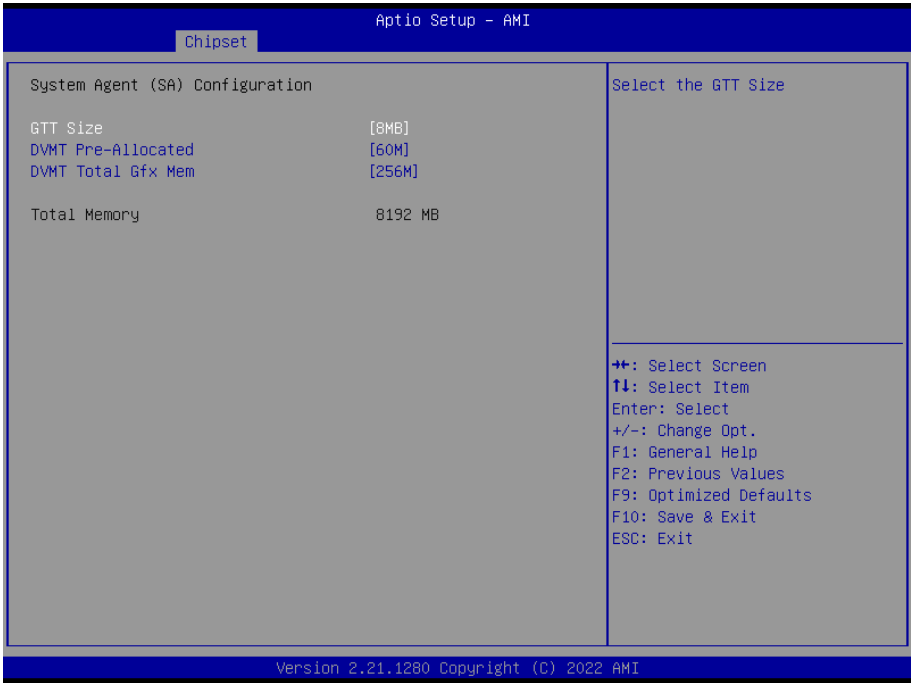 Aptio Setup – AMI
Chipset
System Agent (SA) Configuration
Select the GTT Size
GTT Size [8MB]
DVMT Pre-Allocated [60M]
DVMT Total Gfx Mem [256M]
Total Memory 8192 MB
→←: Select Screen
↑↓: Select Item
Enter: Select
+/-: Change Opt.
F1: General Help
F2: Previous Values
F9: Optimized Defaults
F10: Save & Exit
ESC: Exit
Version 2.21.1280 Copyright (C) 2022 AMI